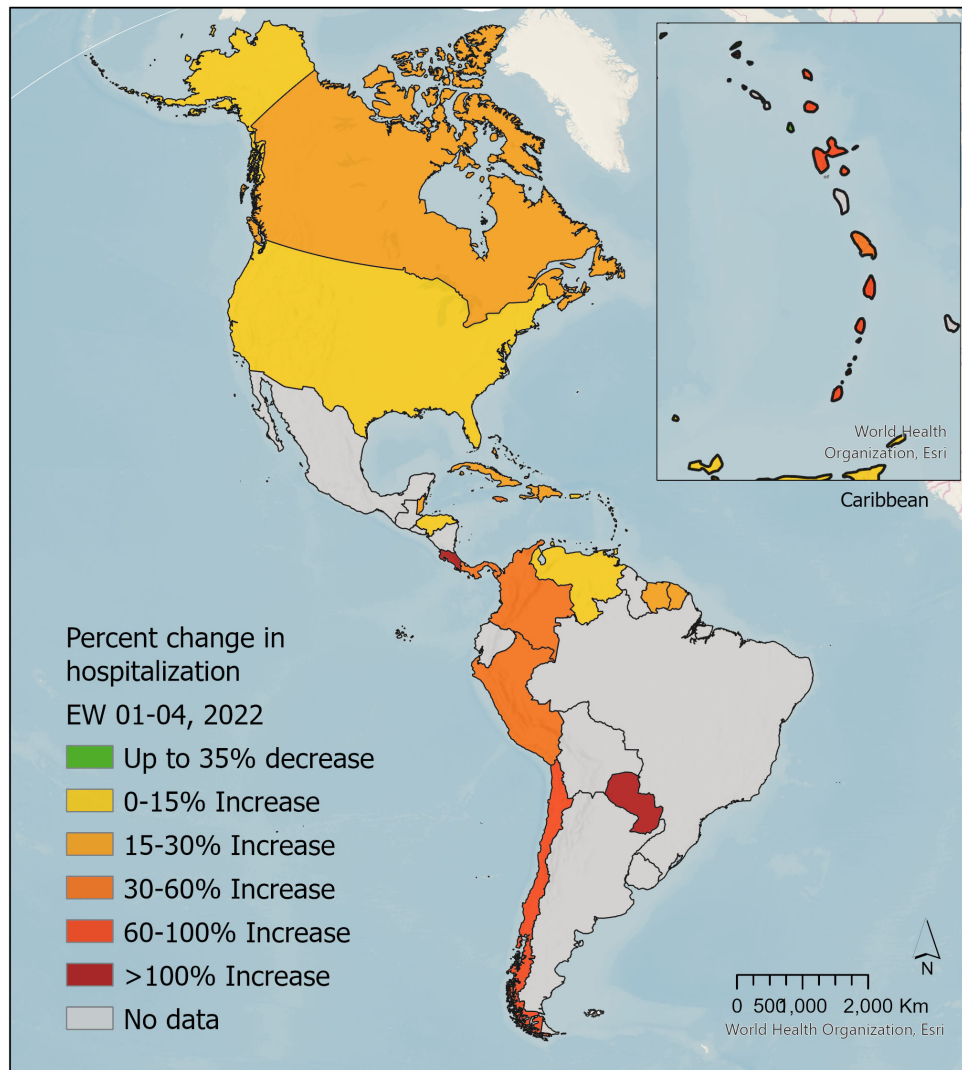 World Health
Organization, Esri
Caribbean
Percent change in
hospitalization
EW 01-04, 2022
Up to 35% decrease
0-15% Increase
15-30% Increase
30-60% Increase
60-100% Increase
>100% Increase
No data
N
0 500 1,000 2,000 Km
World Health Organization, Esri